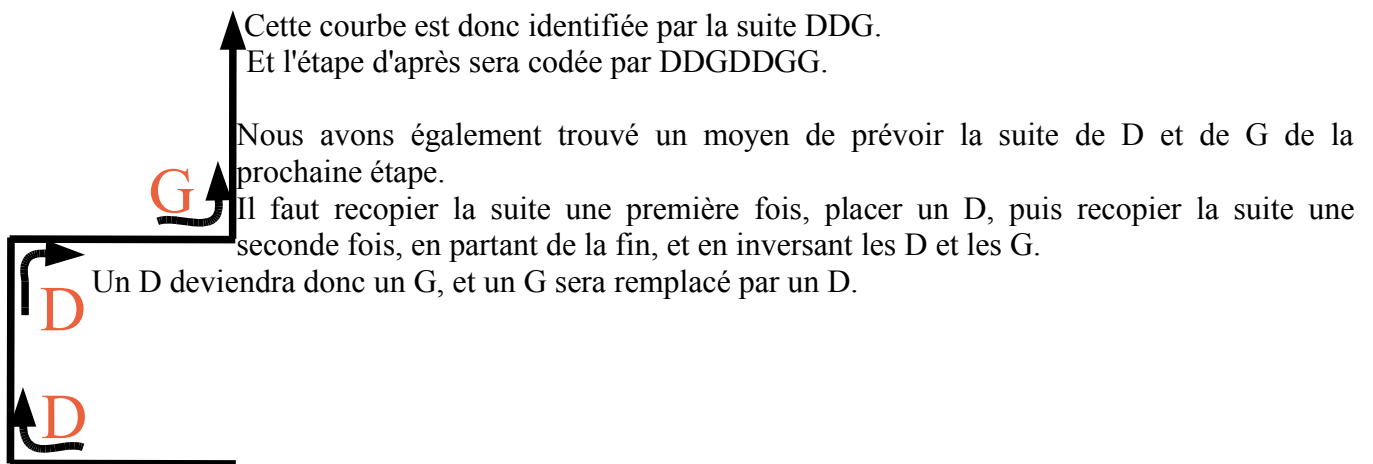 Cette courbe est donc identifiée par la suite DDG.
Et l'étape d'après sera codée par DDGDDGG.
Nous avons également trouvé un moyen de prévoir la suite de D et de G de la
prochaine étape.
G
Il faut recopier la suite une première fois, placer un D, puis recopier la suite une
seconde fois, en partant de la fin, et en inversant les D et les G.
Un D deviendra donc un G, et un G sera remplacé par un D.
D
D